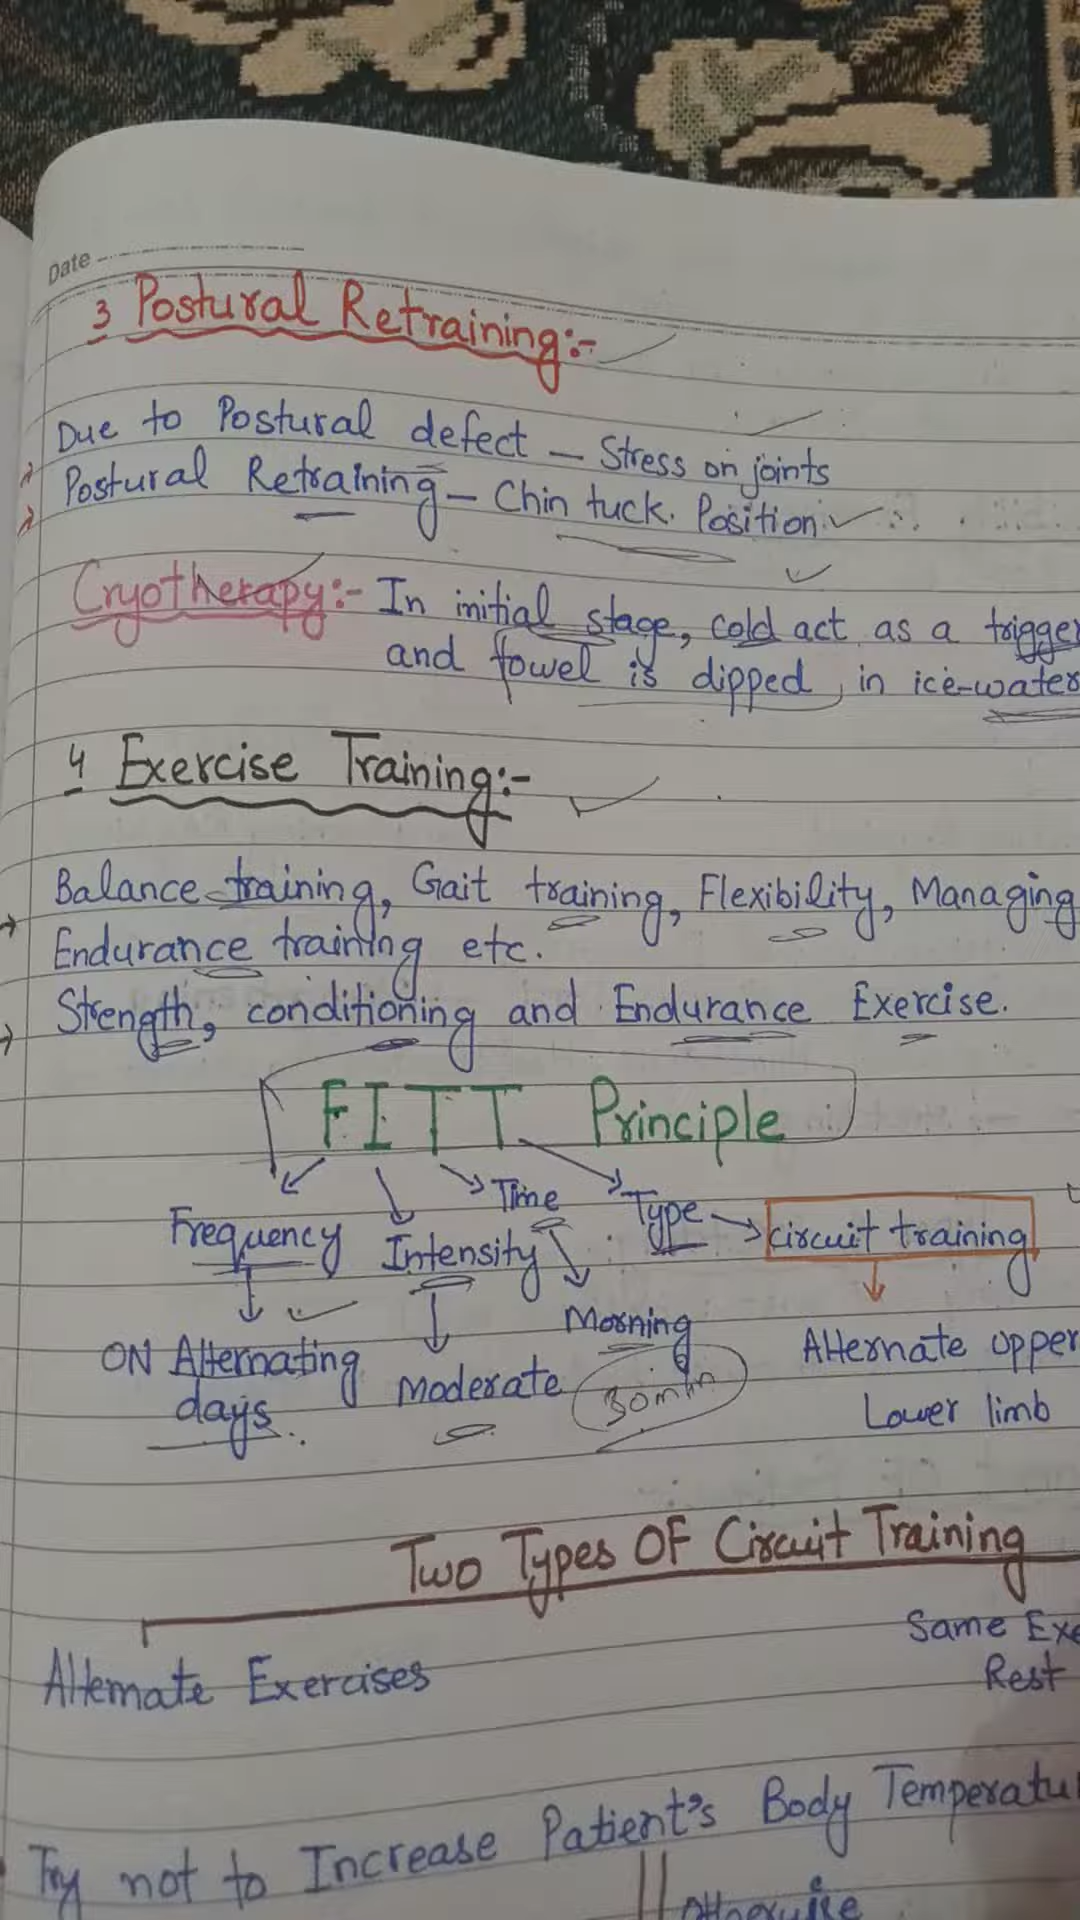 Date
3 Postural Retraining:-
Due to Postural defect – Stress on joints
Postural Retraining – Chin tuck. Position
Cryotherapy:- In initial stage, cold act as a trigger
and towel is dipped in ice-water
4 Exercise Training:-
Balance training, Gait training, Flexibility, Managing
Endurance training etc.
Strength, conditioning and Endurance Exercise.
FITT Principle
Frequency Intensity Time Type → circuit training
ON Alternating days. Moderate Morning 30 min Alternate upper
Lower limb
Two Types OF Circuit Training
Alternate Exercises
Same Exe
Rest
Try not to Increase Patient's Body Temperatu
Otherwise